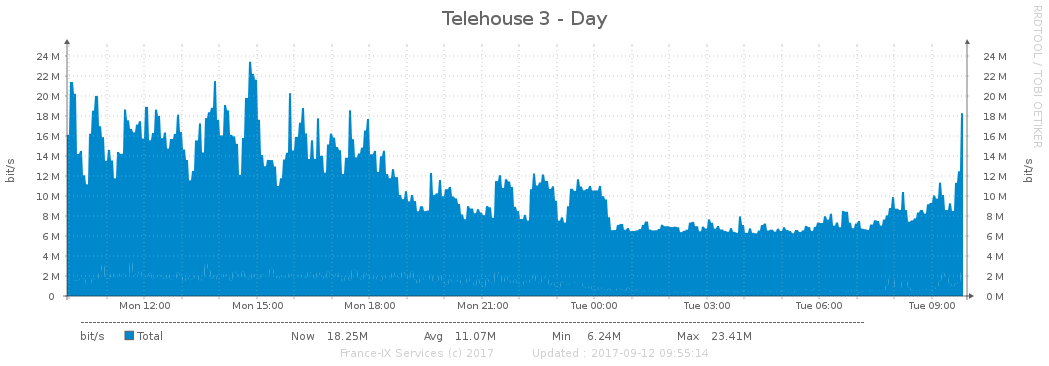 Telehouse 3 - Day
RRDTOOL / TOBI OETIKER
bit/s
24 M 24 M
22 M 22 M
20 M 20 M
18 M 18 M
16 M 16 M
14 M 14 M
12 M 12 M
10 M 10 M
8 M 8 M
6 M 6 M
4 M 4 M
2 M 2 M
0 0 M
bit/s
Mon 12:00 Mon 15:00 Mon 18:00 Mon 21:00 Tue 00:00 Tue 03:00 Tue 06:00 Tue 09:00
bit/s Total Now 18.25M Avg 11.07M Min 6.24M Max 23.41M
France-IX Services (c) 2017 Updated : 2017-09-12 09:55:14